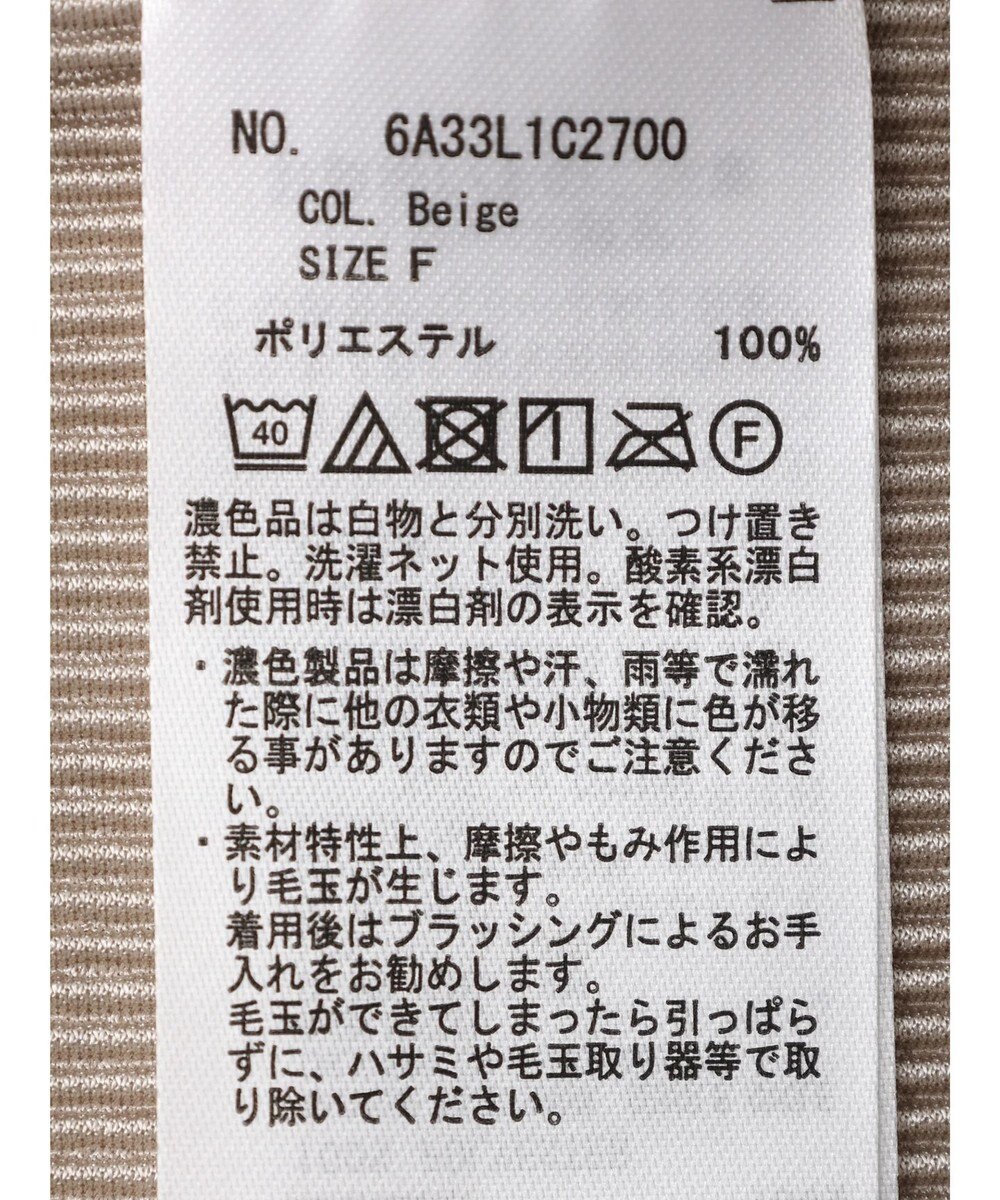 NO. 6A33L1C2700
COL. Beige
SIZE F
ポリエステル 100%
40 F
濃色品は白物と分別洗い。つけ置き
禁止。洗濯ネット使用。酸素系漂白
剤使用時は漂白剤の表示を確認。
・濃色製品は摩擦や汗、雨等で濡れ
た際に他の衣類や小物類に色が移
る事がありますのでご注意くださ
い。
・素材特性上、摩擦やもみ作用によ
り毛玉が生じます。
着用後はブラッシングによるお手
入れをお勧めします。
毛玉ができてしまったら引っぱら
ずに、ハサミや毛玉取り器等で取
り除いてください。